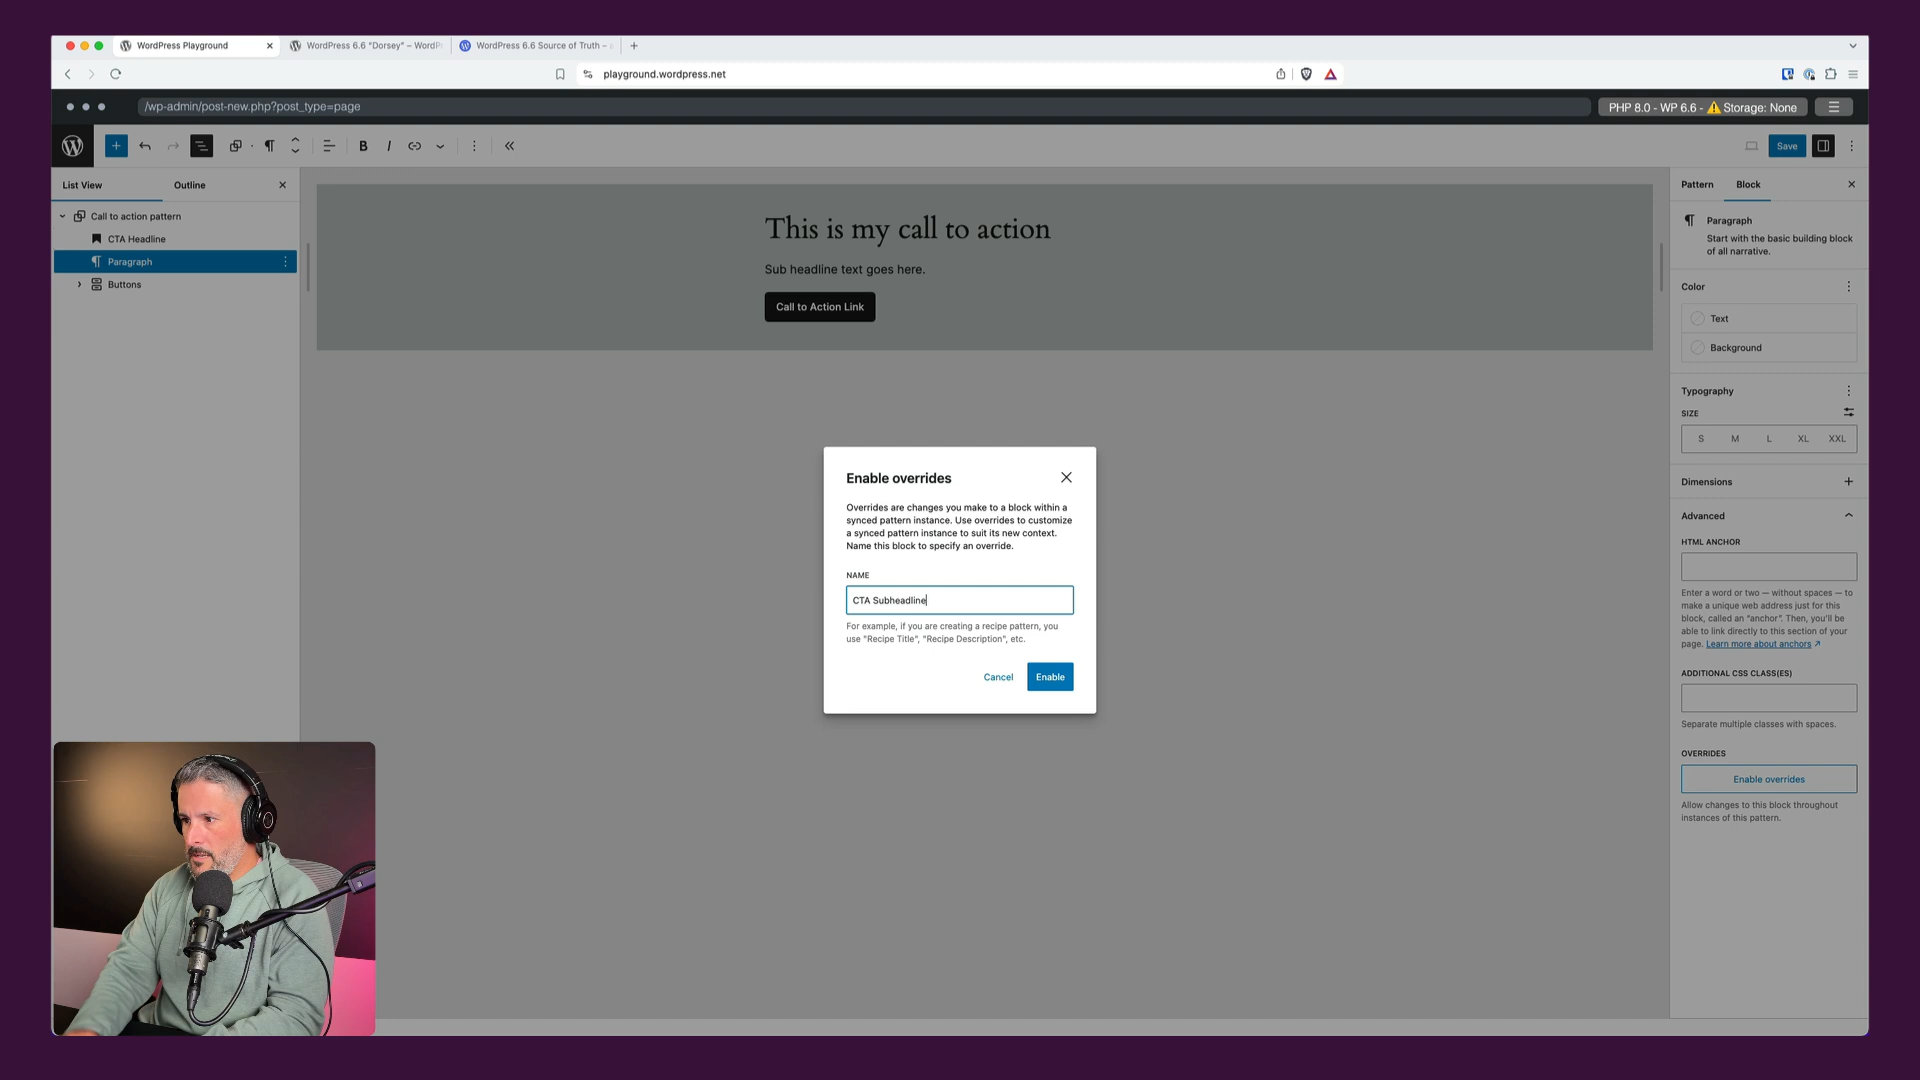 WordPress Playground
WordPress 6.6 "Dorsey" – WordP
WordPress 6.6 Source of Truth –
playground.wordpress.net
/wp-admin/post-new.php?post_type=page
PHP 8.0 - WP 6.6 - ⚠️ Storage: None
Save
List View
Outline
Call to action pattern
CTA Headline
Paragraph
Buttons
This is my call to action
Sub headline text goes here.
Call to Action Link
Enable overrides
Overrides are changes you make to a block within a
synced pattern instance. Use overrides to customize
a synced pattern instance to suit its new context.
Name this block to specify an override.
NAME
CTA Subheadline
For example, if you are creating a recipe pattern, you
use "Recipe Title", "Recipe Description", etc.
Cancel
Enable
Pattern
Block
Paragraph
Start with the basic building block
of all narrative.
Color
Text
Background
Typography
SIZE
S M L XL XXL
Dimensions
Advanced
HTML ANCHOR
Enter a word or two — without spaces — to
make a unique web address just for this
block, called an "anchor". Then, you'll be
able to link directly to this section of your
page. Learn more about anchors ↗
ADDITIONAL CSS CLASS(ES)
Separate multiple classes with spaces.
OVERRIDES
Enable overrides
Allow changes to this block throughout
instances of this pattern.